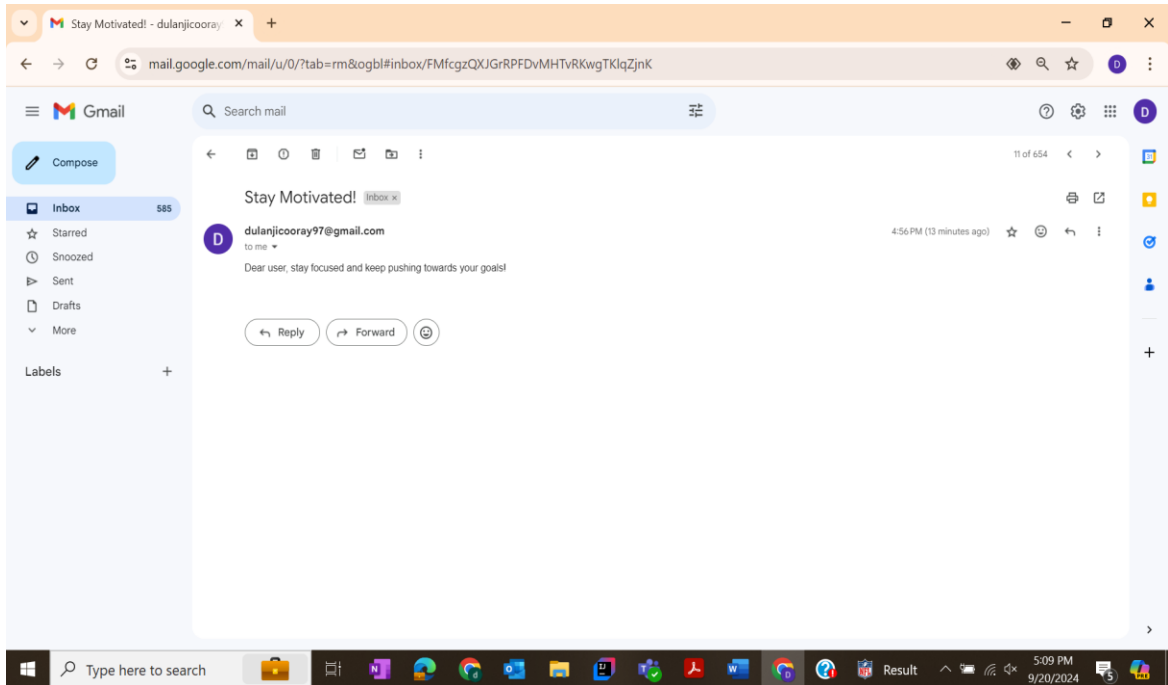 Stay Motivated! - dulanjicooray
mail.google.com/mail/u/0/?tab=rm&ogbl#inbox/FMfcgzQXJGrRPFDvMHTvRKwgTKlqZjnK
D
Gmail
Search mail
D
Compose
11 of 654
31
Inbox 585
Starred
Snoozed
Sent
Drafts
More
Labels
Stay Motivated! Inbox x
D
dulanjicooray97@gmail.com
4:56 PM (13 minutes ago)
to me
Dear user, stay focused and keep pushing towards your goals!
Reply
Forward
Type here to search
Result
5:09 PM
9/20/2024
5